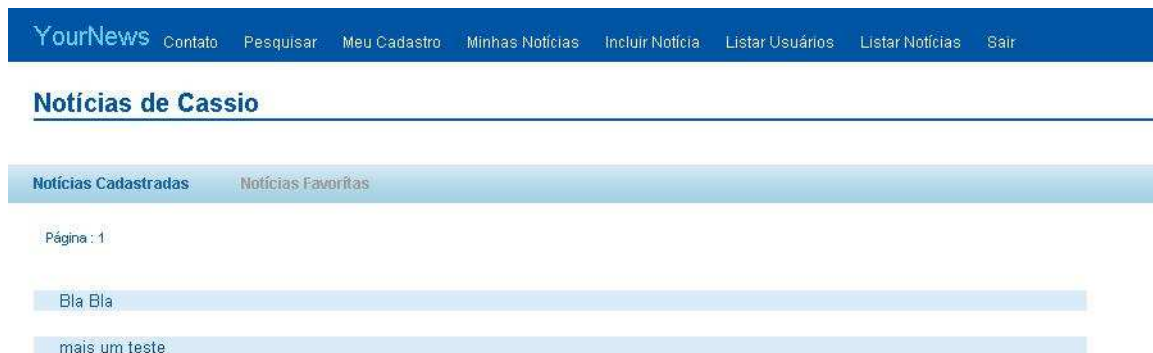 YourNews Contato Pesquisar Meu Cadastro Minhas Notícias Incluir Notícia Listar Usuários Listar Notícias Sair
Notícias de Cassio
Notícias Cadastradas Notícias Favoritas
Página : 1
Bla Bla
mais um teste